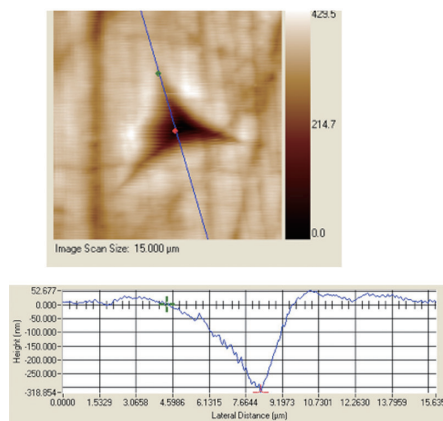 429.5
214.7
0.0
Image Scan Size: 15.000 µm
52.677
0.000
-50.000
-100.000
-150.000
-200.000
-250.000
-318.854
Height [nm]
0.0000 1.5329 3.0658 4.5986 6.1315 7.6644 9.1973 10.7301 12.2630 13.7959 15.635
Lateral Distance [µm]